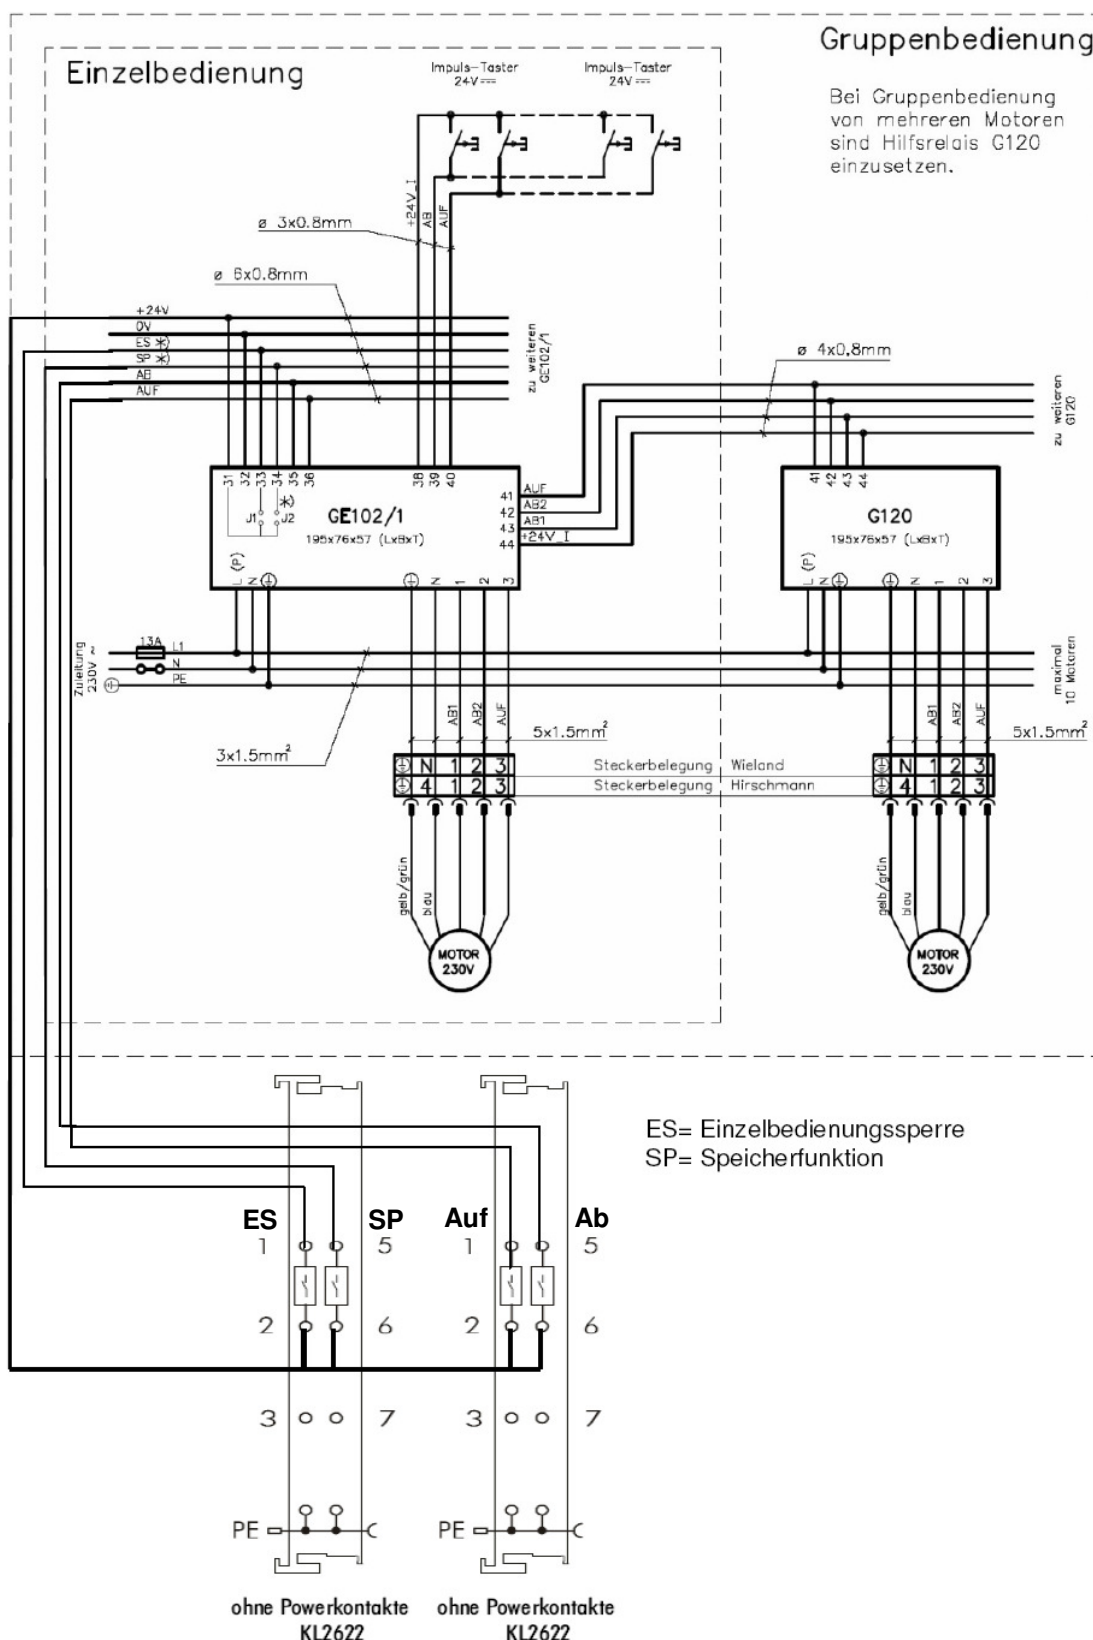 Gruppenbedienung
Einzelbedienung
Impuls-Taster
24V
Impuls-Taster
24V
Bei Gruppenbedienung
von mehreren Motoren
sind Hilfsrelais G120
einzusetzen.
+24V_I
AB
AUF
ø 3x0.8mm
ø 6x0.8mm
+24V
0V
ES *)
SP *)
AB
AUF
zu weiteren
GE102/1
ø 4x0.8mm
zu weiteren
G120
31 32 33 34 35 36 38 39 40
41 42 43 44
*)
J1 J2
GE102/1
195x76x57 (LxBxT)
41 AUF
42 AB2
43 AB1
44 +24V_I
G120
195x76x57 (LxBxT)
(P)
L N N 1 2 3
(P)
L N N 1 2 3
Zuleitung
230V ~
13A
L1
N
PE
maximal
10 Motoren
AB1 AB2 AUF
AB1 AB2 AUF
3x1.5mm²
5x1.5mm²
5x1.5mm²
N 1 2 3
Steckerbelegung Wieland
N 1 2 3
4 1 2 3
Steckerbelegung Hirschmann
4 1 2 3
gelb/grün
blau
gelb/grün
blau
MOTOR
230V
MOTOR
230V
ES= Einzelbedienungssperre
SP= Speicherfunktion
ES SP Auf Ab
1 5 1 5
2 6 2 6
3 7 3 7
PE PE
ohne Powerkontakte ohne Powerkontakte
KL2622 KL2622